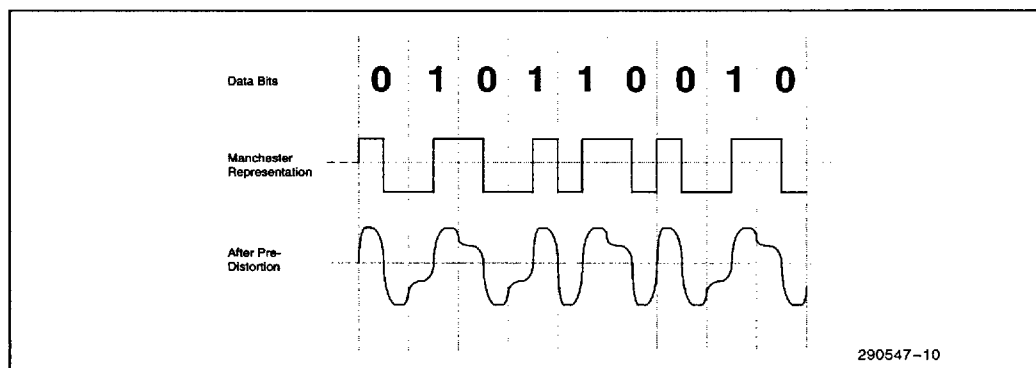 Data Bits
0 1 0 1 1 0 0 1 0
Manchester
Representation
After Pre-
Distortion
290547-10